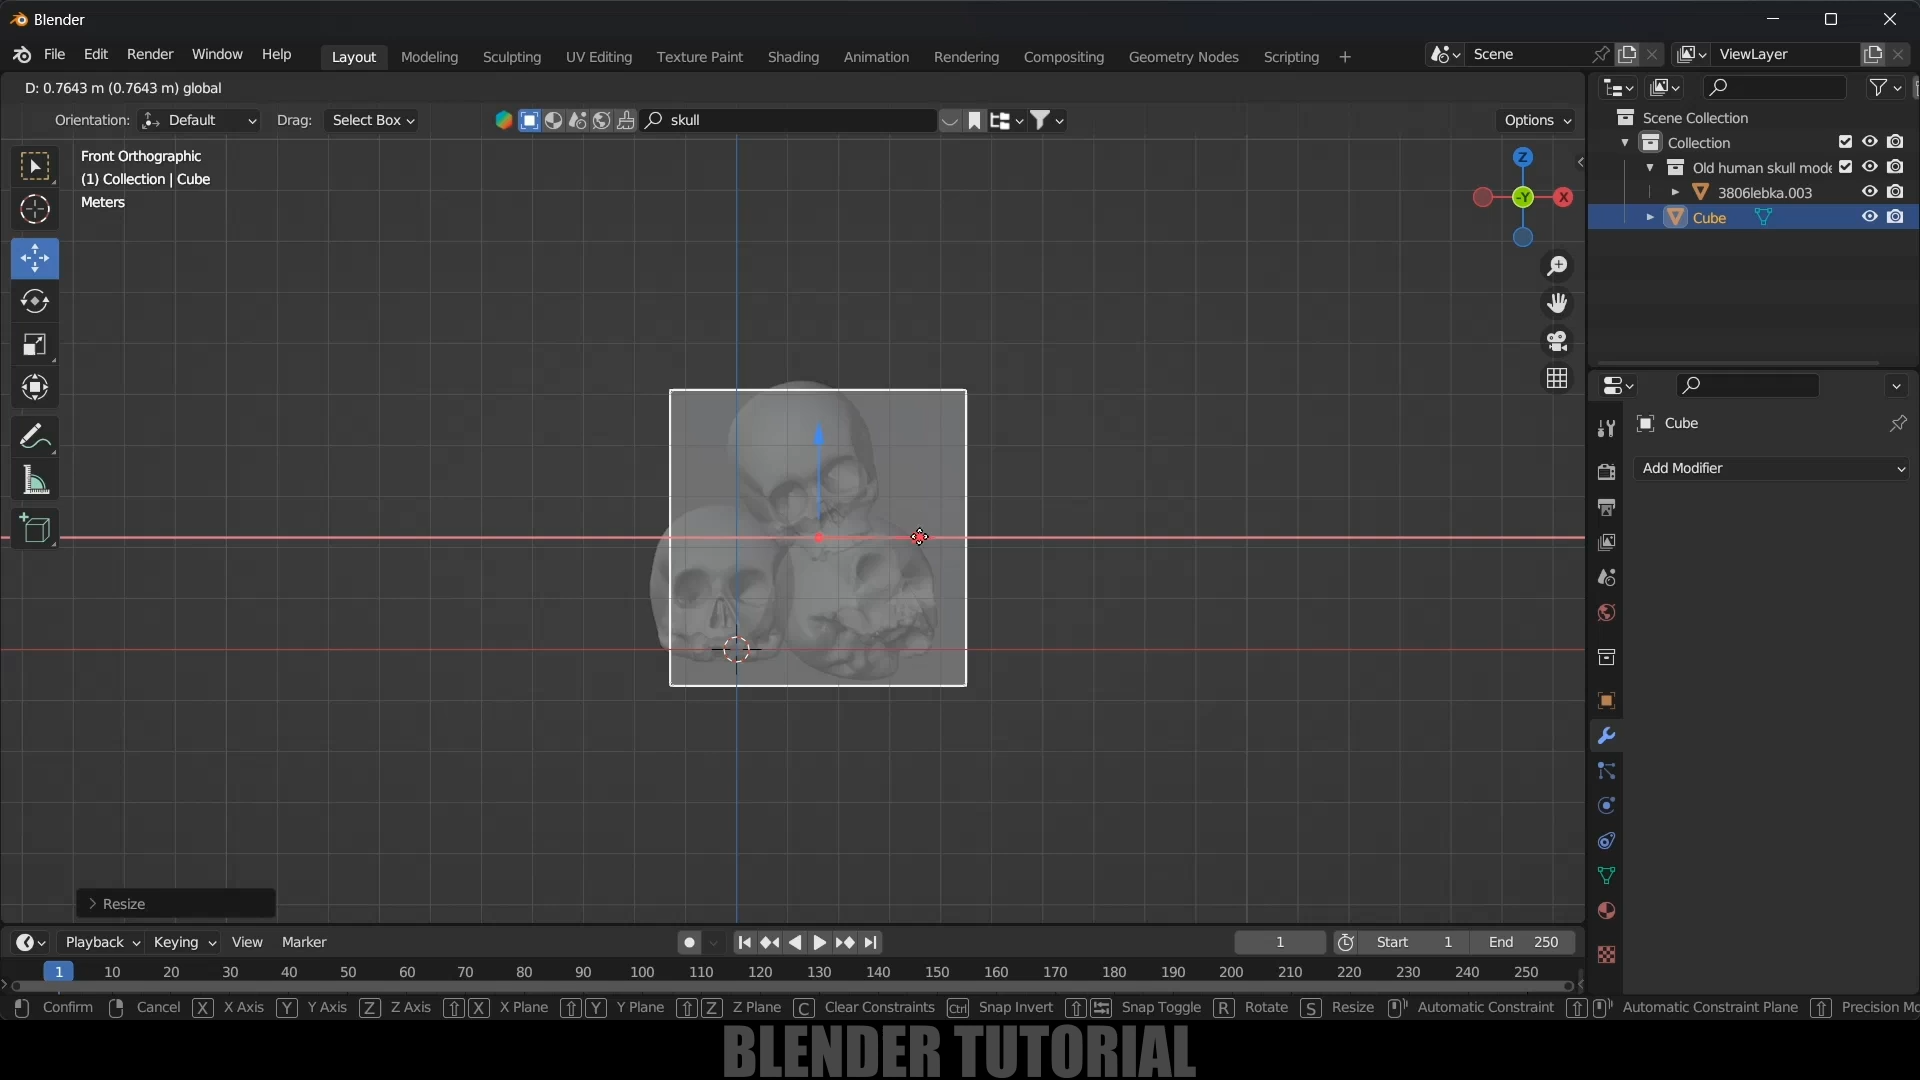 Blender
File Edit Render Window Help Layout Modeling Sculpting UV Editing Texture Paint Shading Animation Rendering Compositing Geometry Nodes Scripting + Scene ViewLayer
D: 0.7643 m (0.7643 m) global
Orientation: Default Drag: Select Box skull Options
Scene Collection
Collection
Old human skull mode
3806lebka.003
Cube
Front Orthographic
(1) Collection | Cube
Meters
Z
-Y
X
Cube
Add Modifier
Resize
Playback Keying View Marker 1 Start 1 End 250
1 10 20 30 40 50 60 70 80 90 100 110 120 130 140 150 160 170 180 190 200 210 220 230 240 250
Confirm Cancel X X Axis Y Y Axis Z Z Axis X X Plane Y Y Plane Z Z Plane C Clear Constraints Ctrl Snap Invert Snap Toggle R Rotate S Resize Automatic Constraint Automatic Constraint Plane Precision Mo
BLENDER TUTORIAL